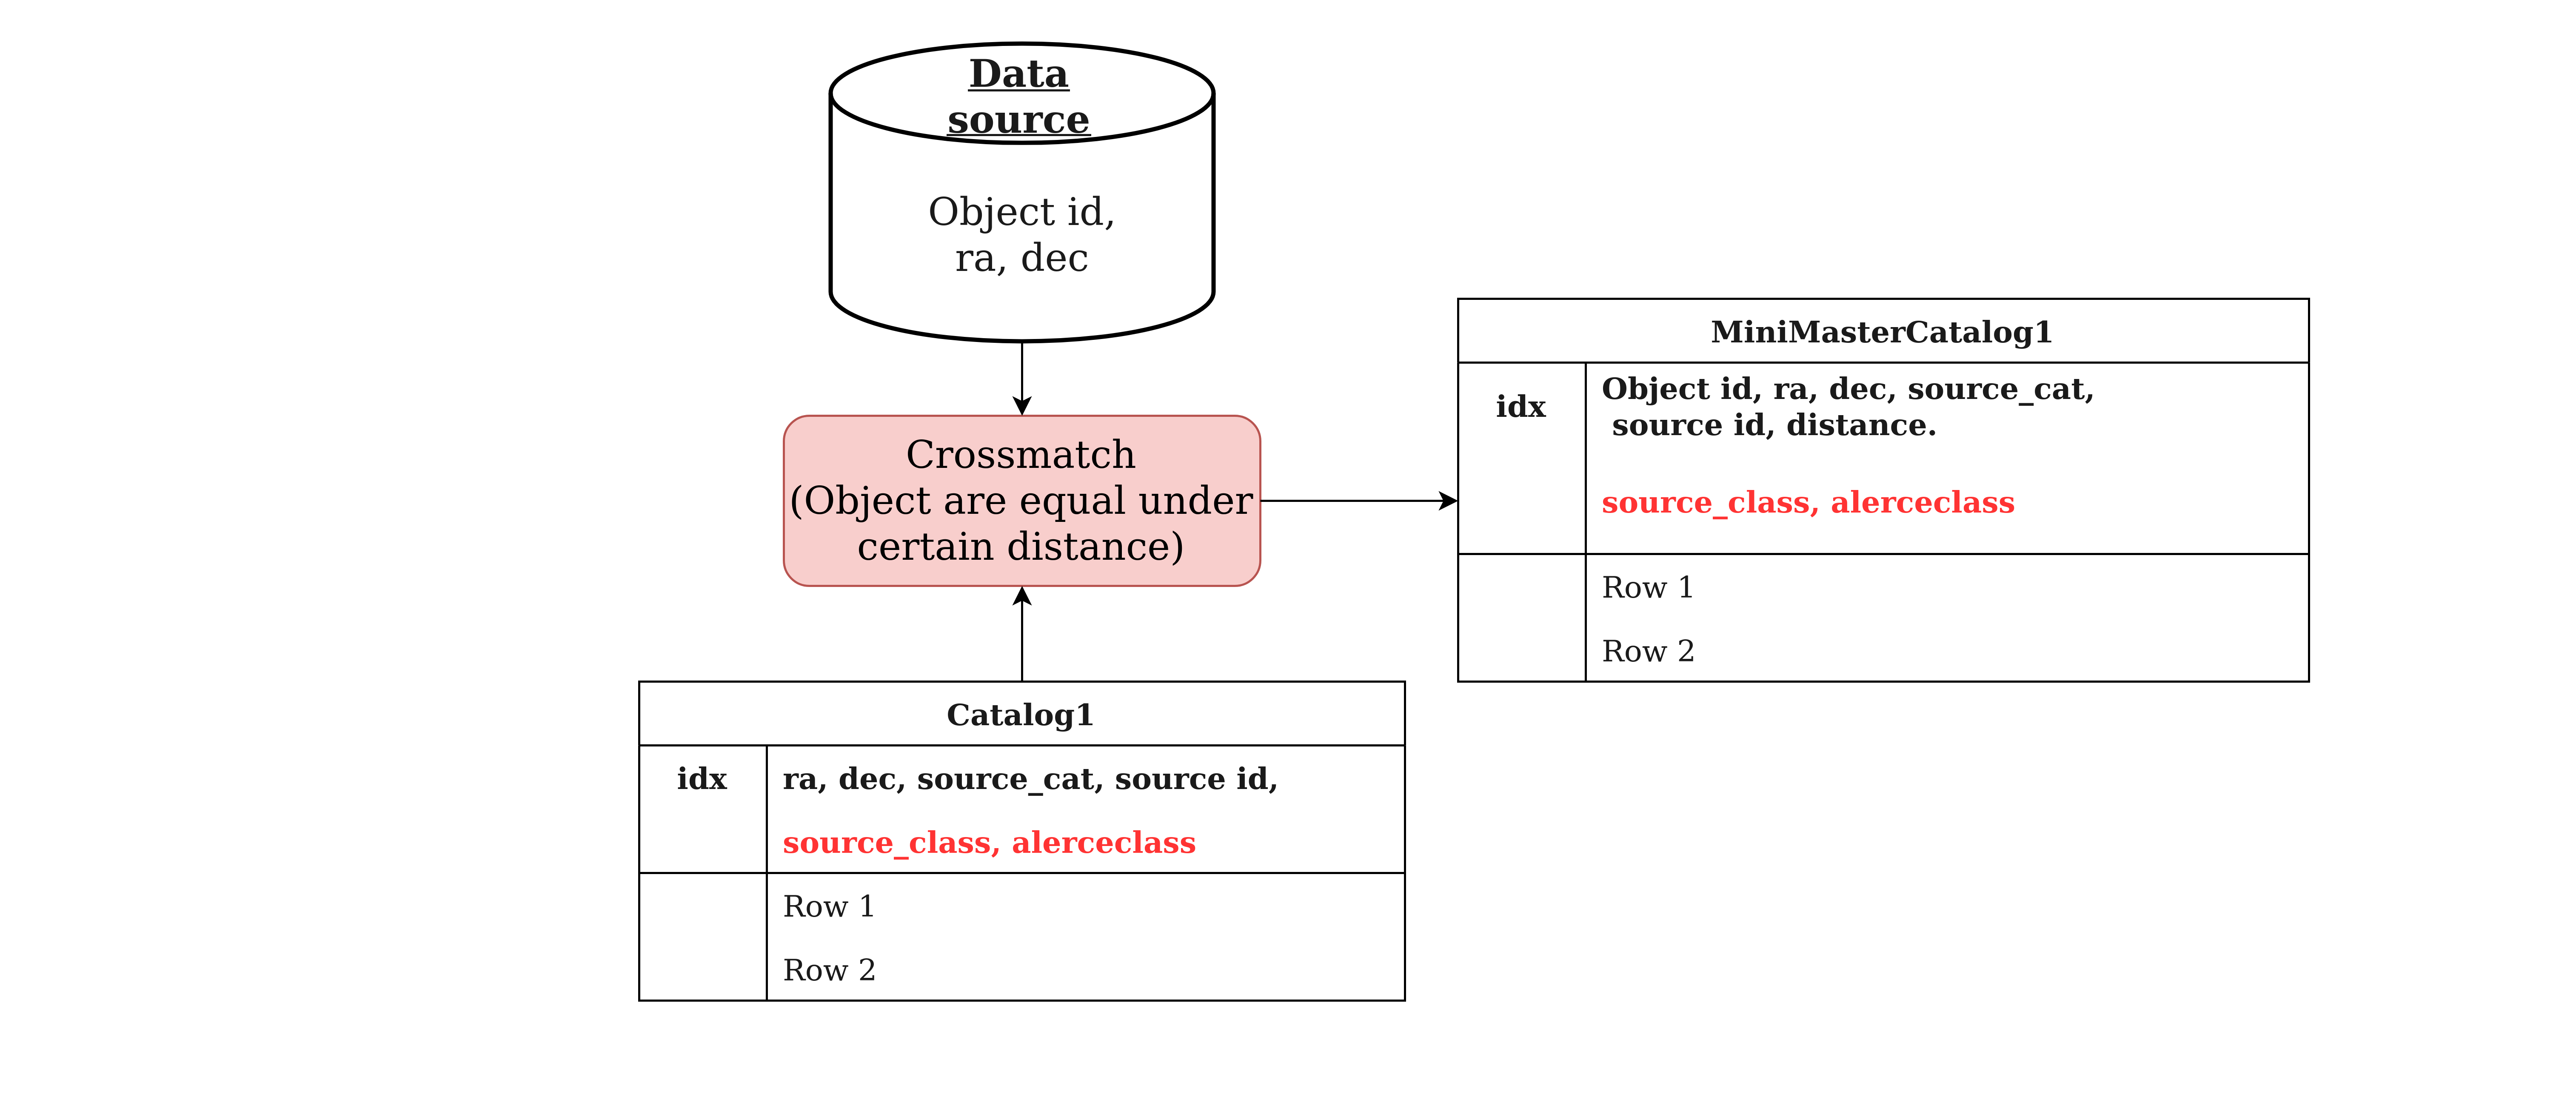 Data
source
Object id,
ra, dec
Crossmatch
(Object are equal under
certain distance)
MiniMasterCatalog1
idx
Object id, ra, dec, source_cat,
source id, distance.
source_class, alerceclass
Row 1
Row 2
Catalog1
idx
ra, dec, source_cat, source id,
source_class, alerceclass
Row 1
Row 2